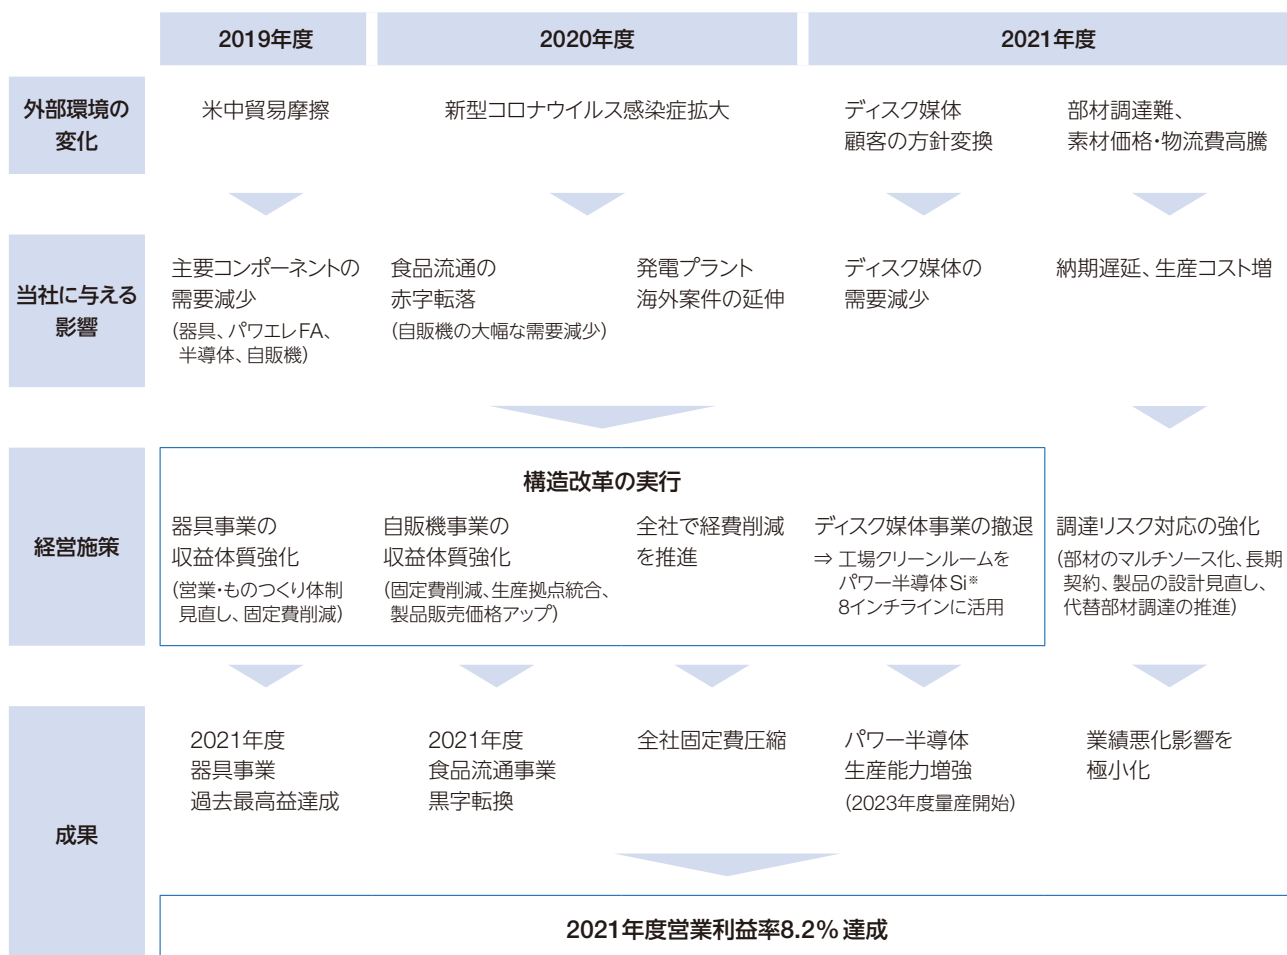 2019年度
2020年度
2021年度
外部環境の
変化
米中貿易摩擦
新型コロナウイルス感染症拡大
ディスク媒体
顧客の方針変換
部材調達難、
素材価格・物流費高騰
当社に与える
影響
主要コンポーネントの
需要減少
(器具、パワエレFA、
半導体、自販機)
食品流通の
赤字転落
(自販機の大幅な需要減少)
発電プラント
海外案件の延伸
ディスク媒体の
需要減少
納期遅延、生産コスト増
経営施策
構造改革の実行
器具事業の
収益体質強化
(営業・ものつくり体制
見直し、固定費削減)
自販機事業の
収益体質強化
(固定費削減、生産拠点統合、
製品販売価格アップ)
全社で経費削減
を推進
ディスク媒体事業の撤退
⇒ 工場クリーンルームを
パワー半導体Si※
8インチラインに活用
調達リスク対応の強化
(部材のマルチソース化、長期
契約、製品の設計見直し、
代替部材調達の推進)
成果
2021年度
器具事業
過去最高益達成
2021年度
食品流通事業
黒字転換
全社固定費圧縮
パワー半導体
生産能力増強
(2023年度量産開始)
業績悪化影響を
極小化
2021年度営業利益率8.2% 達成